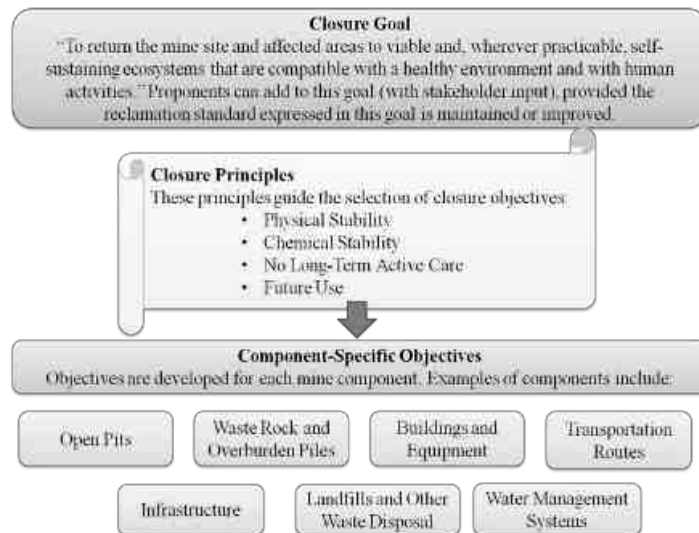 Closure Goal
"To return the mine site and affected areas to viable and, wherever practicable, self-
sustaining ecosystems that are compatible with a healthy environment and with human
activities." Proponents can add to this goal (with stakeholder input), provided the
reclamation standard expressed in this goal is maintained or improved.
Closure Principles
These principles guide the selection of closure objectives:
• Physical Stability
• Chemical Stability
• No Long-Term Active Care
• Future Use
Component-Specific Objectives
Objectives are developed for each mine component. Examples of components include:
Open Pits
Waste Rock and
Overburden Piles
Buildings and
Equipment
Transportation
Routes
Infrastructure
Landfills and Other
Waste Disposal
Water Management
Systems